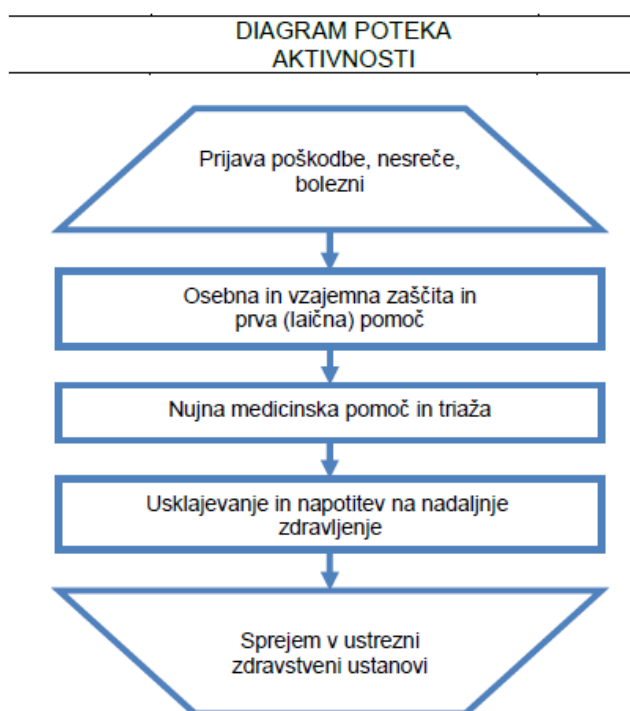 DIAGRAM POTEKA
AKTIVNOSTI
Prijava poškodbe, nesreče,
bolezni
Osebna in vzajemna zaščita in
prva (laična) pomoč
Nujna medicinska pomoč in triaža
Usklajevanje in napotitev na nadaljnje
zdravljenje
Sprejem v ustrezni
zdravstveni ustanovi